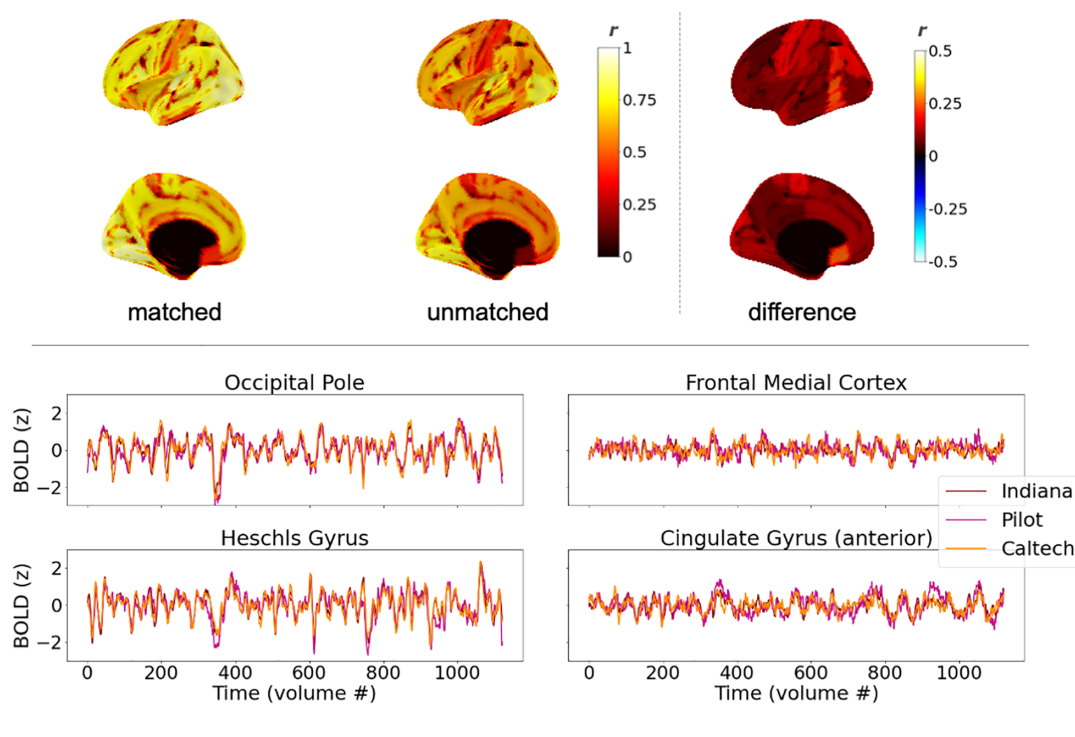 r
1
0.75
0.5
0.25
0
r
0.5
0.25
0
-0.25
-0.5
matched
unmatched
difference
Occipital Pole
BOLD (z)
2
0
−2
Frontal Medial Cortex
Indiana
Pilot
Caltech
Heschls Gyrus
BOLD (z)
2
0
−2
0 200 400 600 800 1000
Time (volume #)
Cingulate Gyrus (anterior)
0 200 400 600 800 1000
Time (volume #)